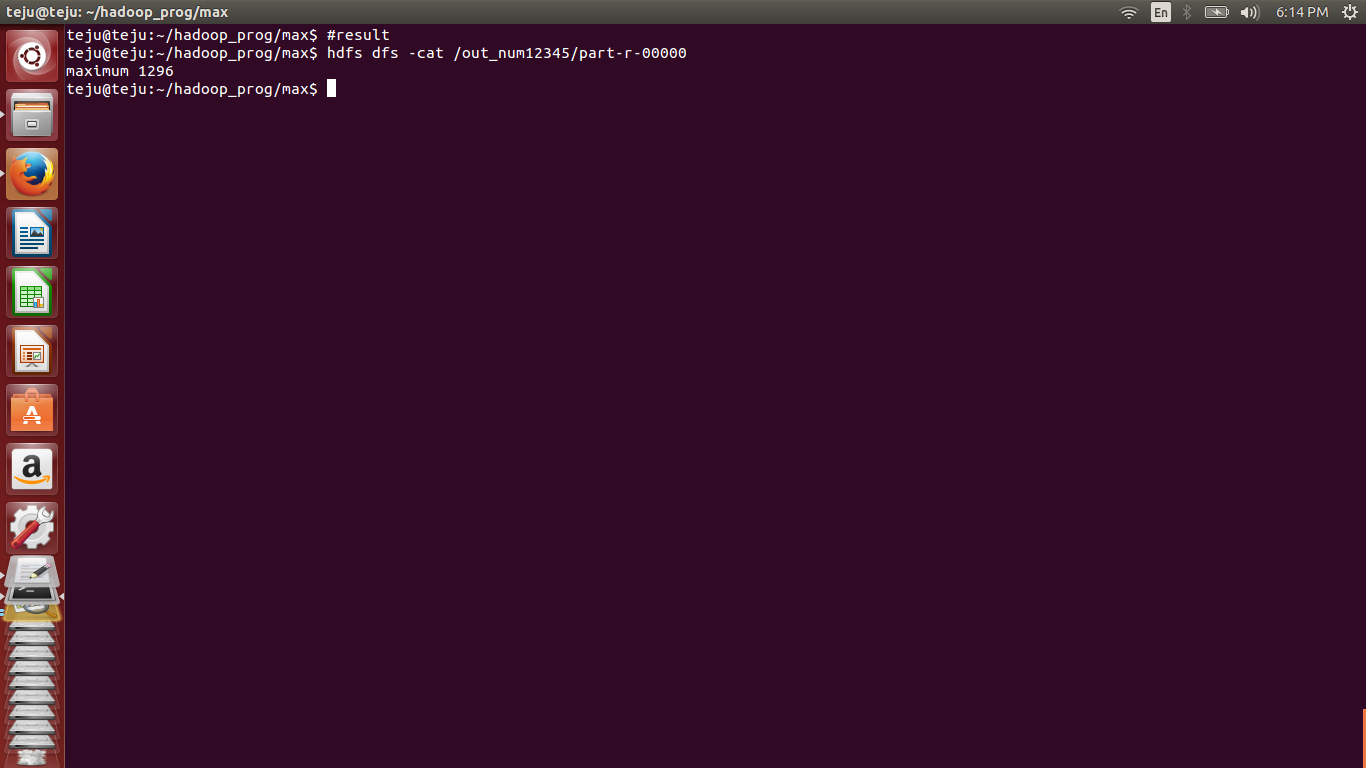 teju@teju: ~/hadoop_prog/max
En
6:14 PM
teju@teju:~/hadoop_prog/max$ #result
teju@teju:~/hadoop_prog/max$ hdfs dfs -cat /out_num12345/part-r-00000
maximum 1296
teju@teju:~/hadoop_prog/max$